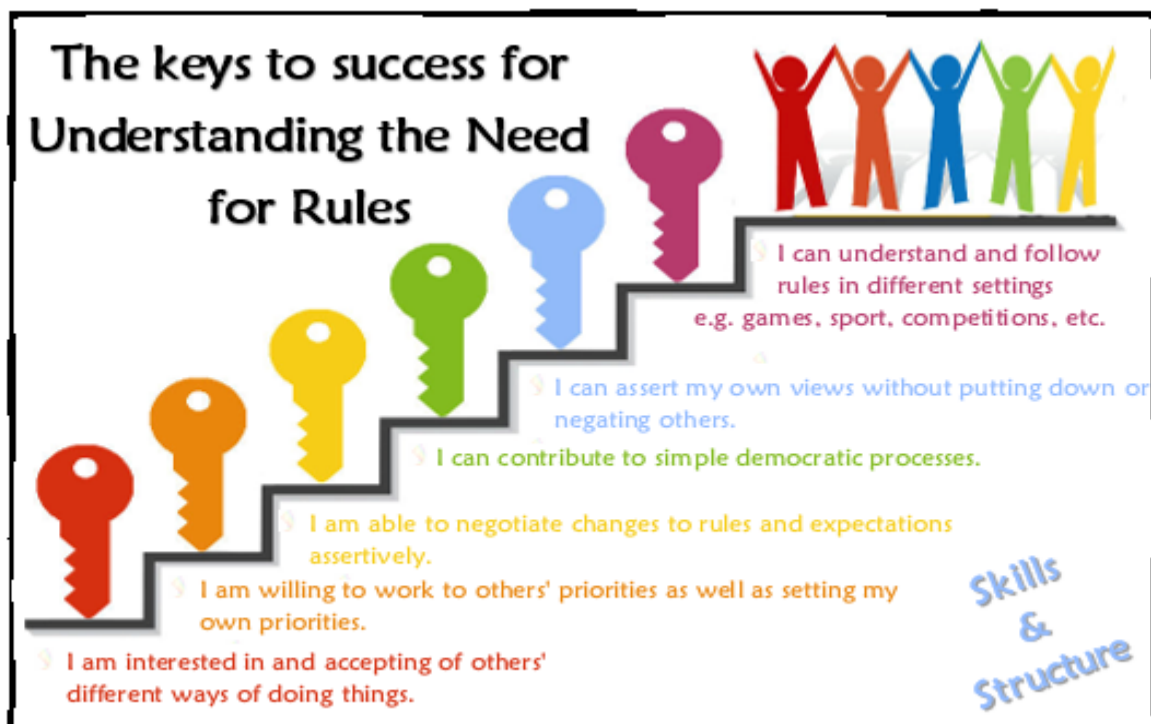 The keys to success for
Understanding the Need
for Rules
I can understand and follow
rules in different settings
e.g. games, sport, competitions, etc.
I can assert my own views without putting down or
negating others.
I can contribute to simple democratic processes.
I am able to negotiate changes to rules and expectations
assertively.
I am willing to work to others' priorities as well as setting my
own priorities.
I am interested in and accepting of others'
different ways of doing things.
Skills
&
Structure